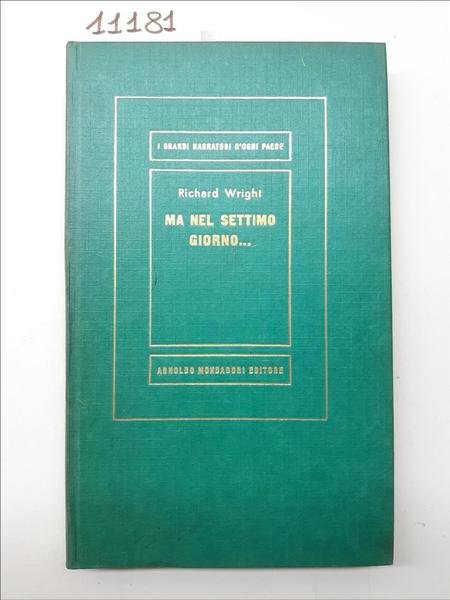 11181
I GRANDI NARRATORI D'OGNI PAESE
Richard Wright
MA NEL SETTIMO
GIORNO...
ARNOLDO MONDADORI EDITORE